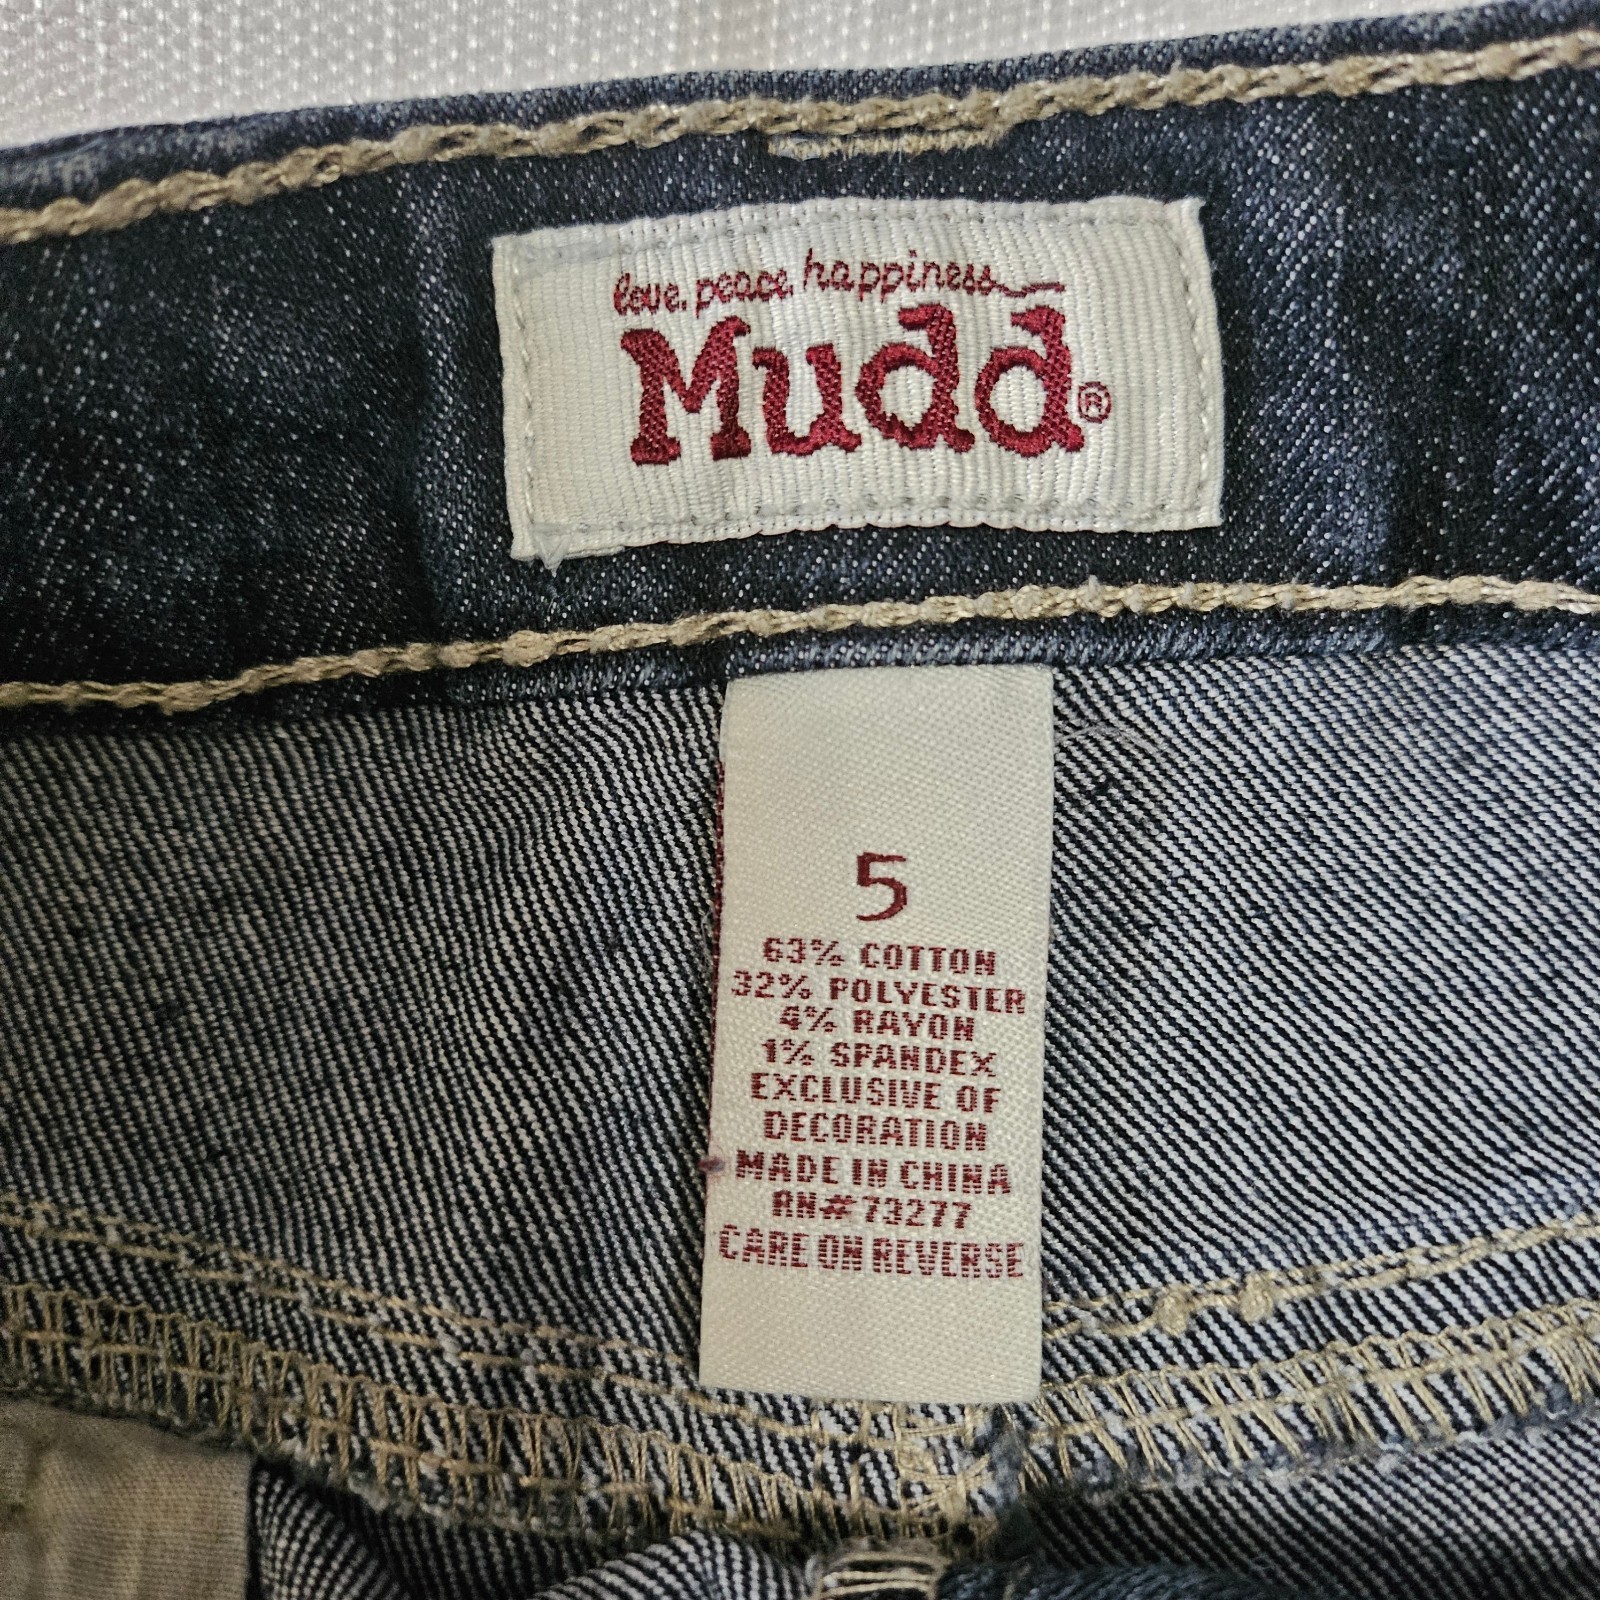 love. peace. happiness
Mudd®
5
63% COTTON
32% POLYESTER
4% RAYON
1% SPANDEX
EXCLUSIVE OF
DECORATION
MADE IN CHINA
RN#73277
CARE ON REVERSE